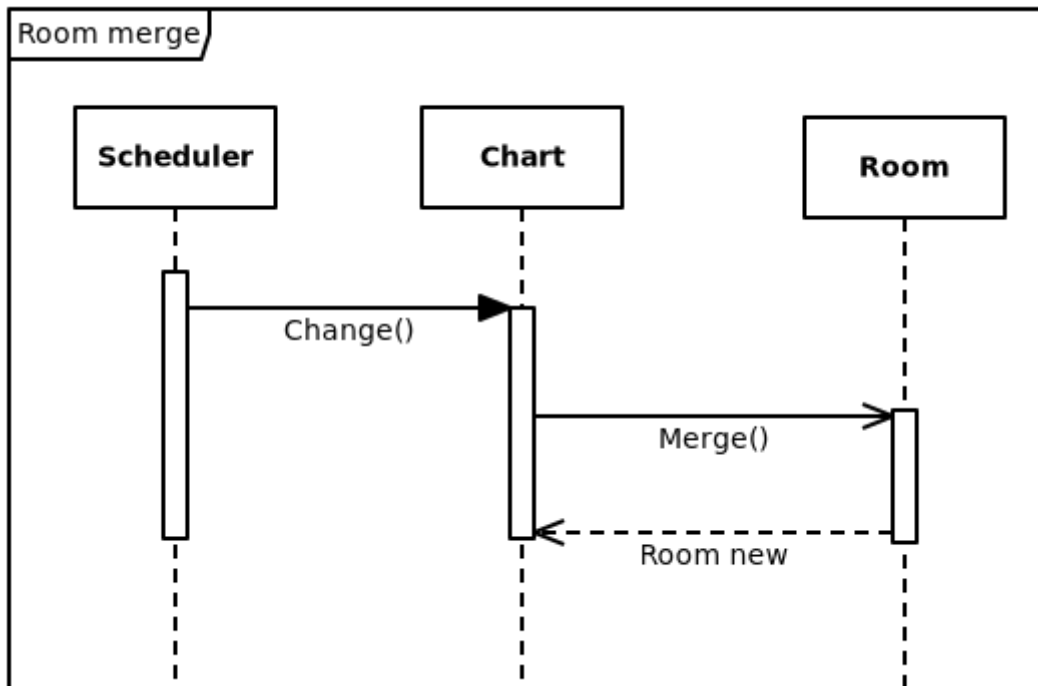 Room merge
Scheduler
Chart
Room
Change()
Merge()
Room new